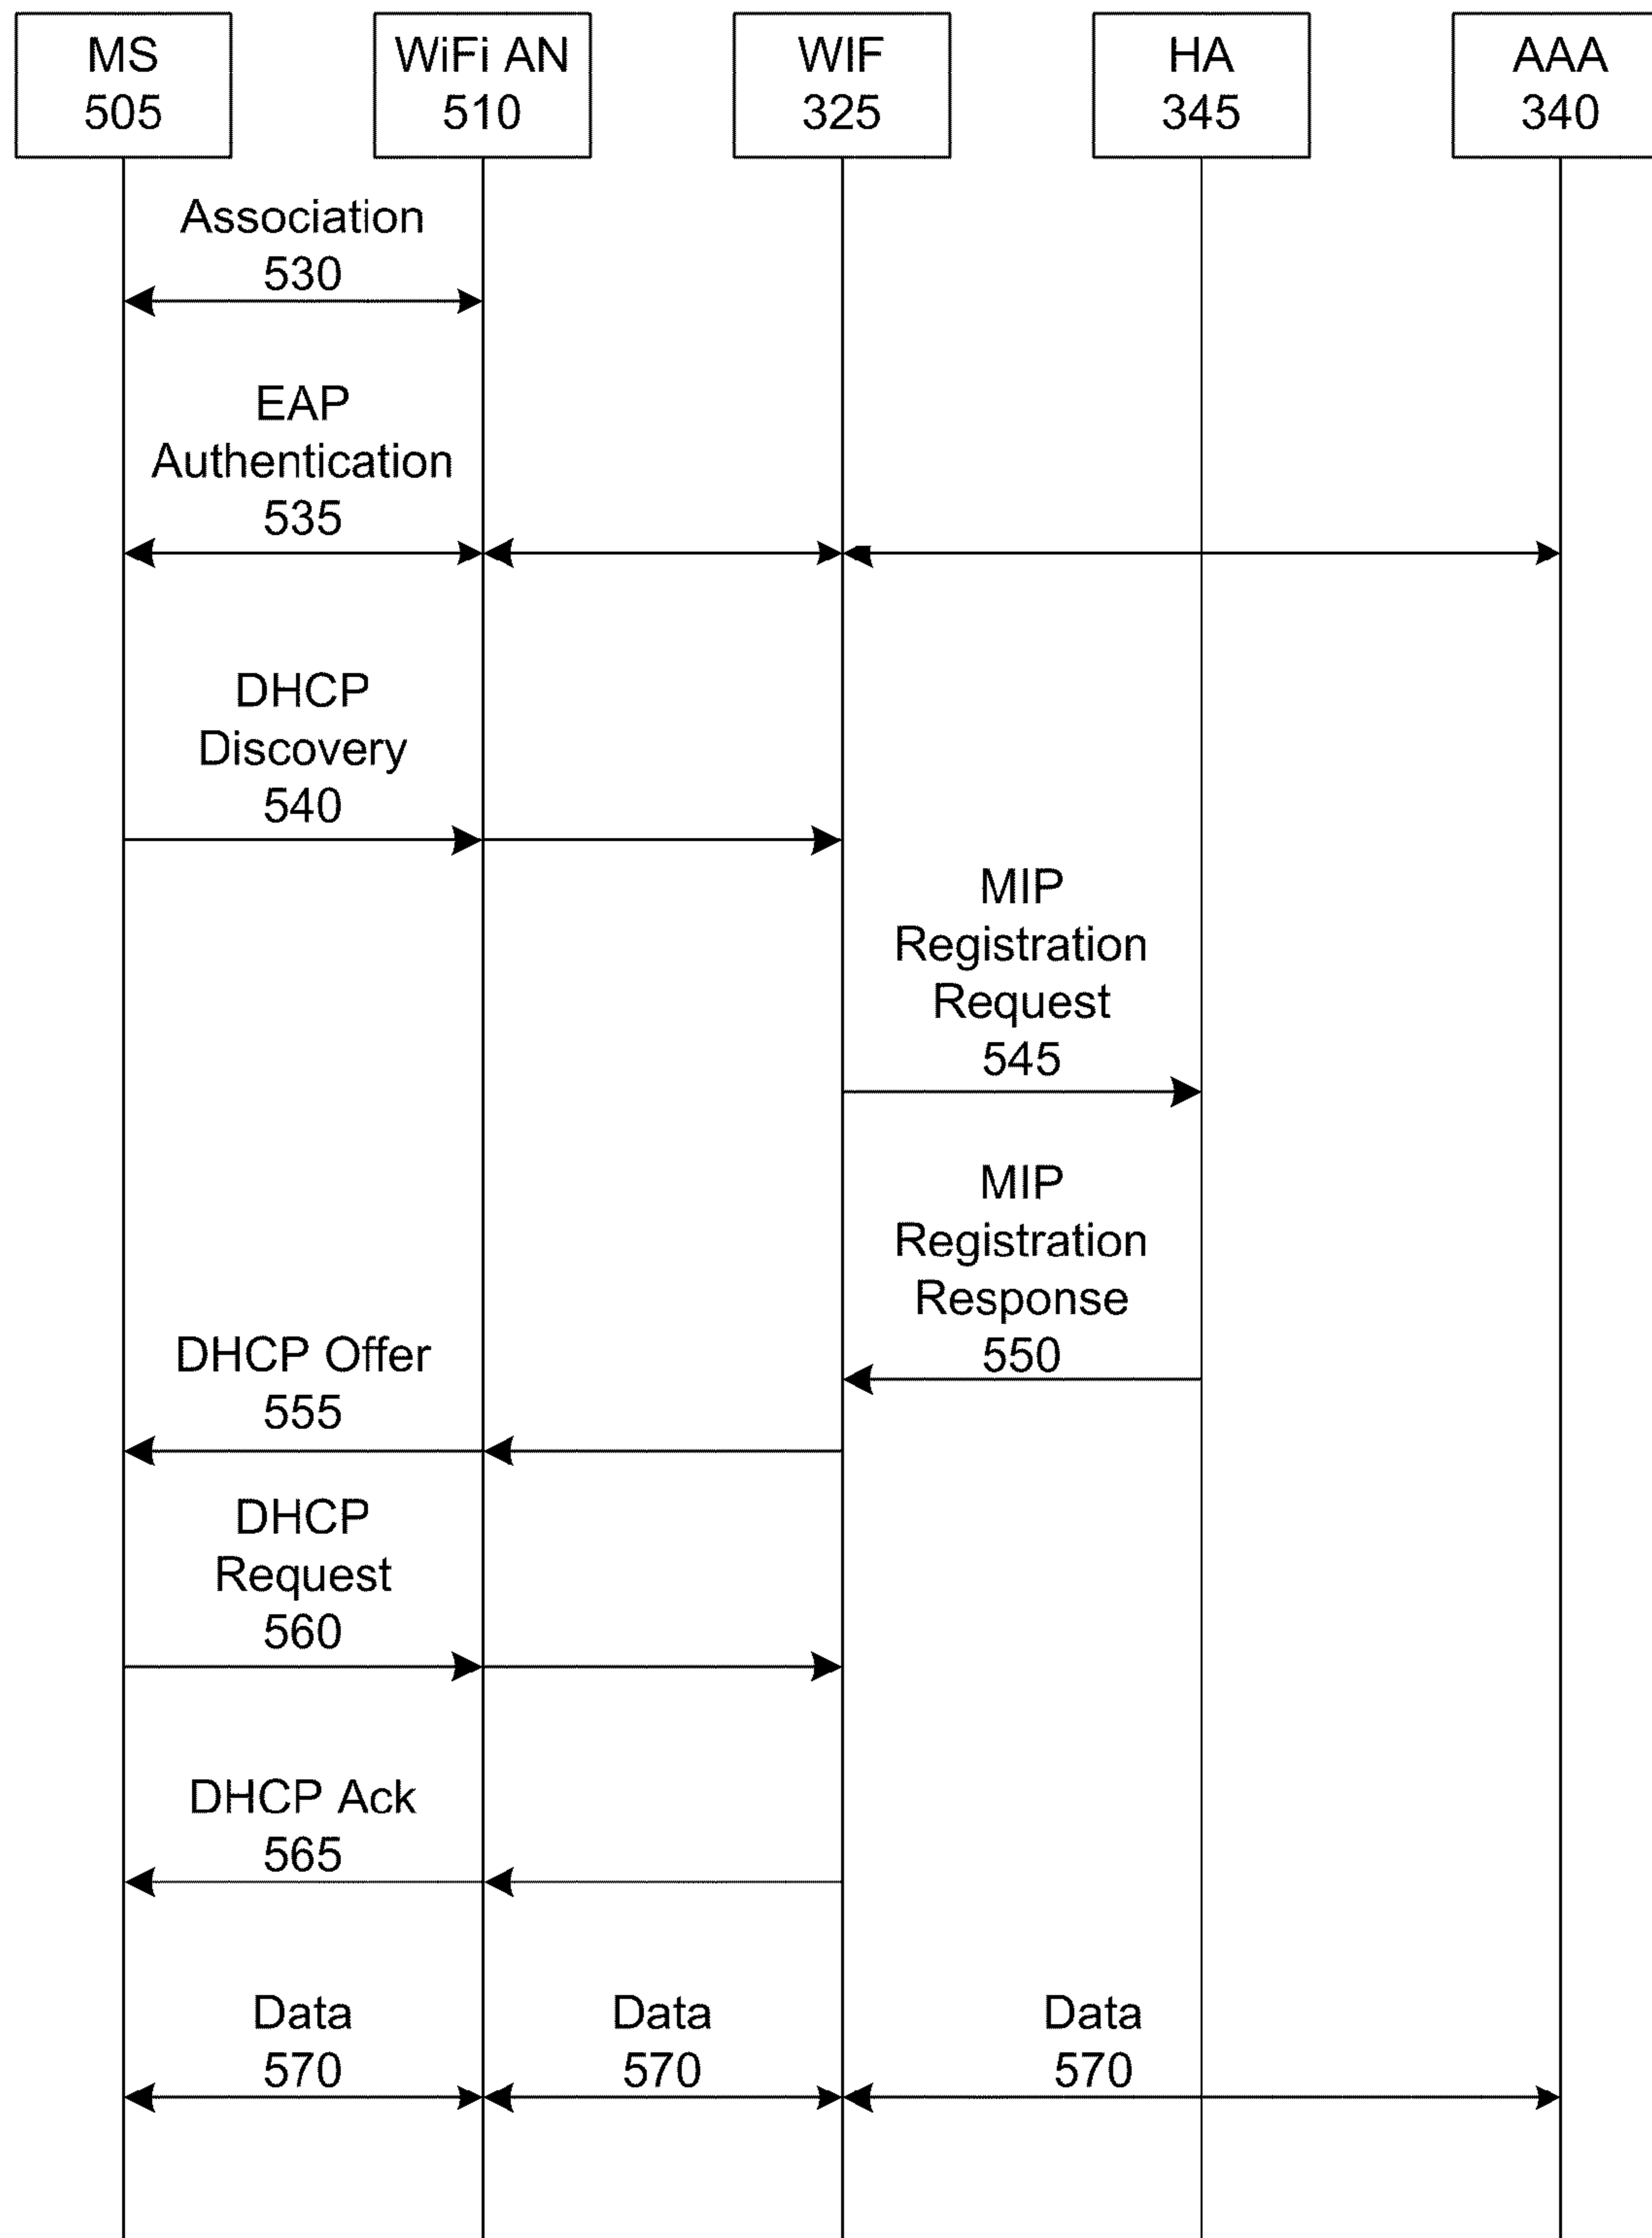 MS
505
WiFi AN
510
WIF
325
HA
345
AAA
340
Association
530
EAP
Authentication
535
DHCP
Discovery
540
MIP
Registration
Request
545
MIP
Registration
Response
550
DHCP Offer
555
DHCP
Request
560
DHCP Ack
565
Data
570
Data
570
Data
570